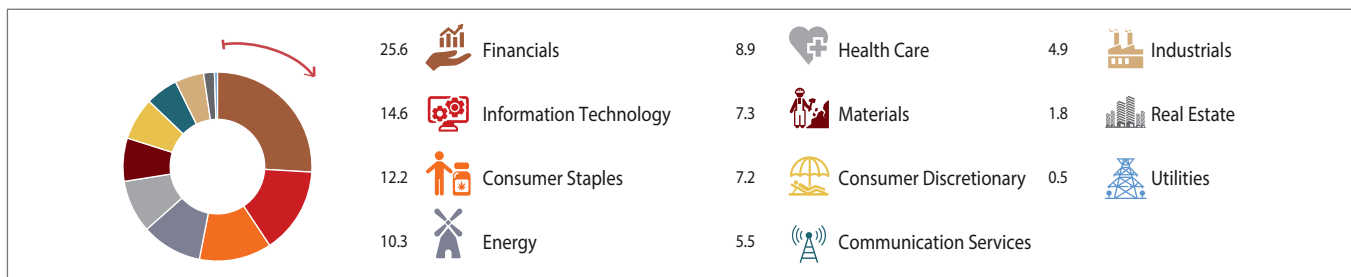 25.6 Financials
14.6 Information Technology
12.2 Consumer Staples
10.3 Energy
8.9 Health Care
7.3 Materials
7.2 Consumer Discretionary
5.5 Communication Services
4.9 Industrials
1.8 Real Estate
0.5 Utilities